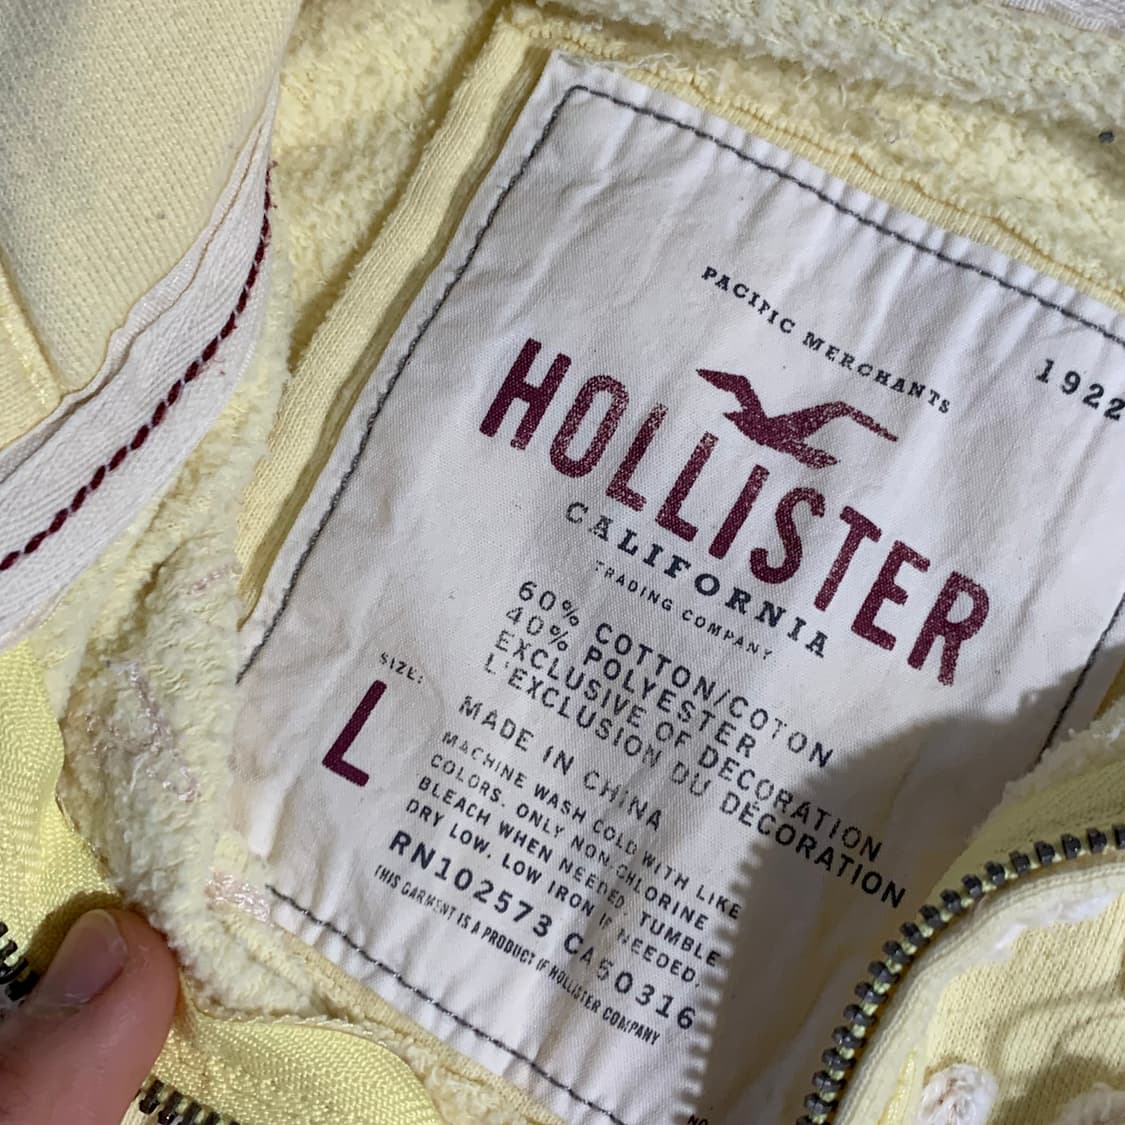 PACIFIC MERCHANTS
1922
HOLLISTER
CALIFORNIA
TRADING COMPANY
60% COTTON/COTON
40% POLYESTER
EXCLUSIVE OF DECORATION
L'EXCLUSION DU DÉCORATION
SIZE:
L
MADE IN CHINA
MACHINE WASH COLD WITH LIKE
COLORS. ONLY NON-CHLORINE
BLEACH WHEN NEEDED. TUMBLE
DRY LOW. LOW IRON IF NEEDED.
RN102573 CA50316
THIS GARMENT IS A PRODUCT OF HOLLISTER COMPANY